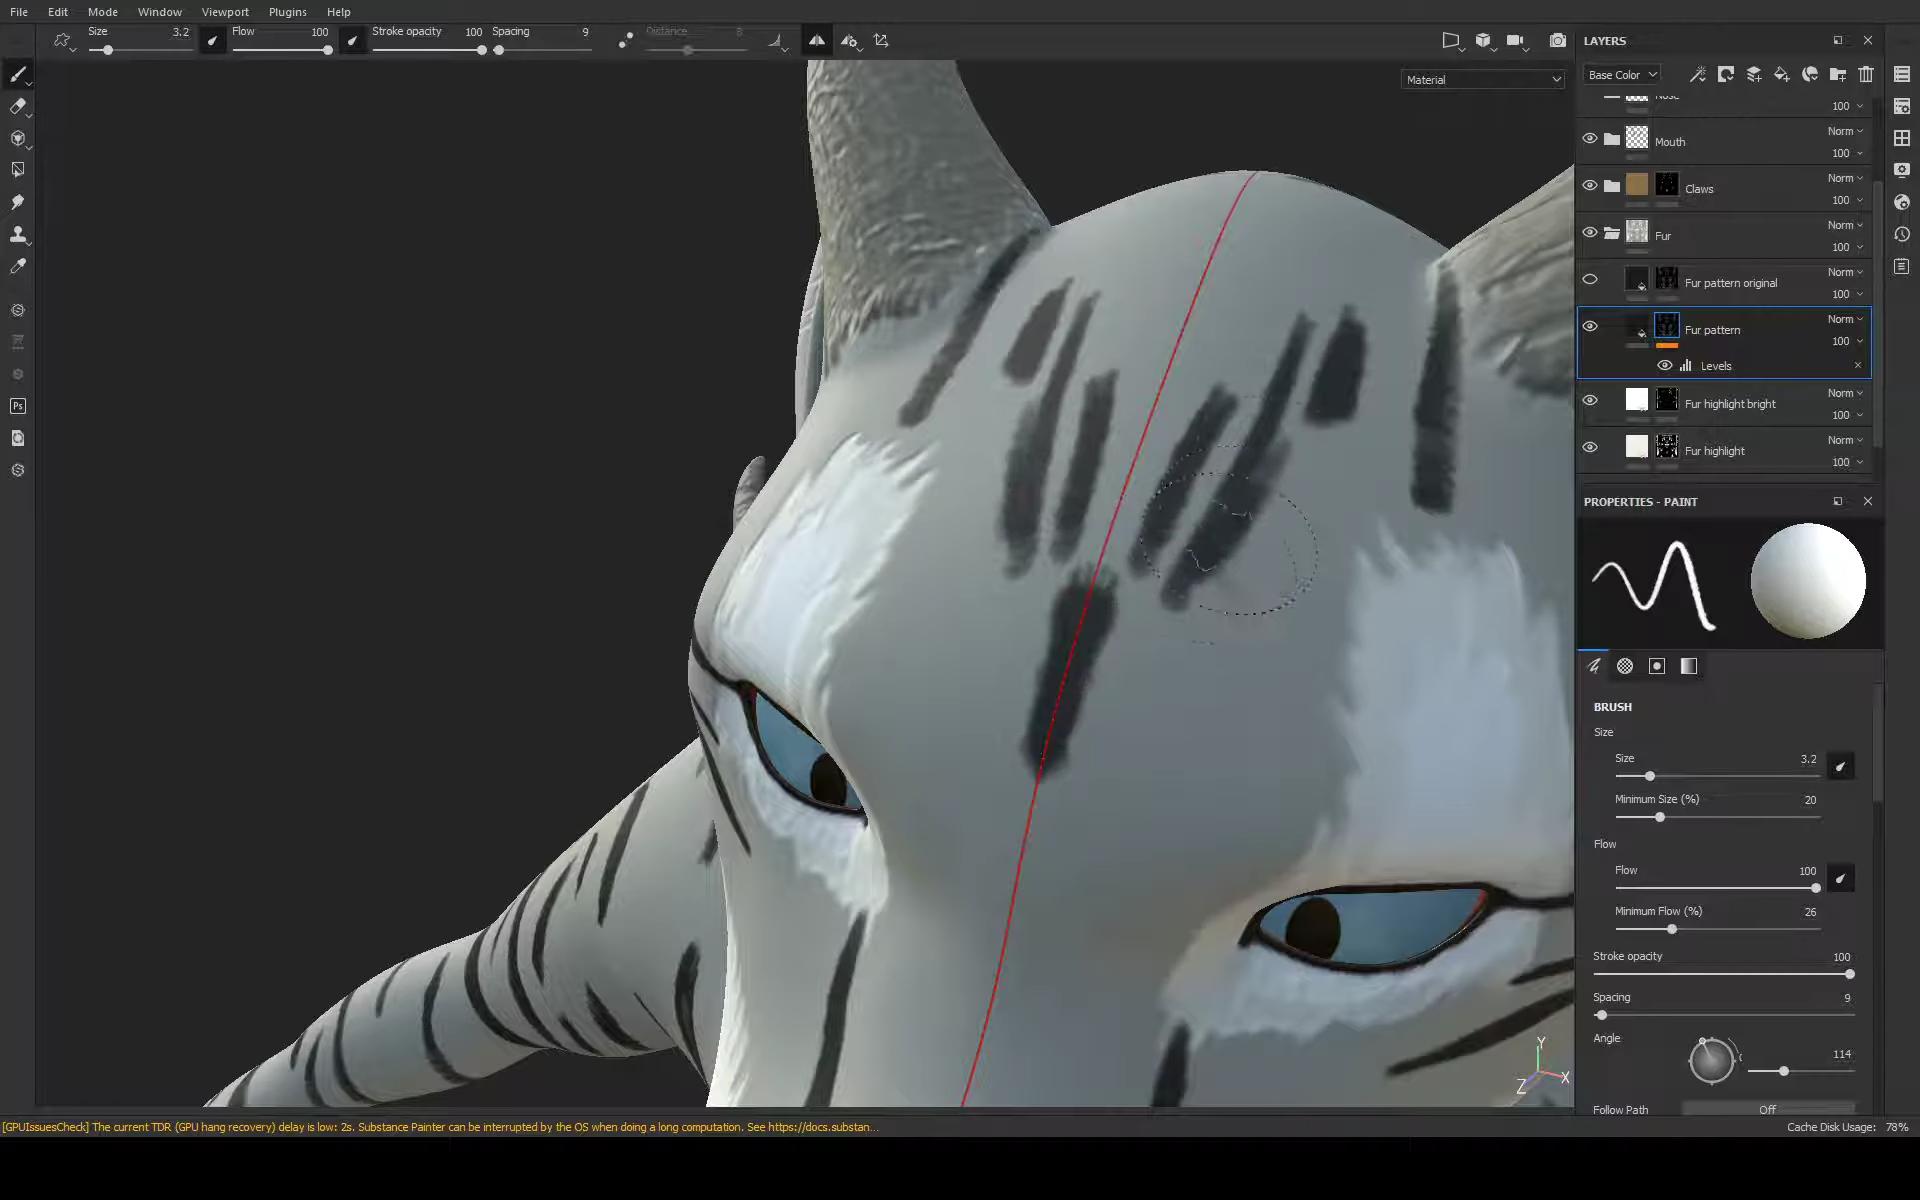 File Edit Mode Window Viewport Plugins Help
Size 3.2 Flow 100 Stroke opacity 100 Spacing 9 Distance 8
LAYERS
Base Color
Material
Nose
100
Mouth Norm 100
Claws Norm 100
Fur Norm 100
Fur pattern original Norm 100
Fur pattern Norm 100
Levels
Fur highlight bright Norm 100
Fur highlight Norm 100
PROPERTIES - PAINT
BRUSH
Size
Size 3.2
Minimum Size (%) 20
Flow
Flow 100
Minimum Flow (%) 26
Stroke opacity 100
Spacing 9
Angle 114
Follow Path Off
Ps
Y
X
Z
[GPUIssuesCheck] The current TDR (GPU hang recovery) delay is low: 2s. Substance Painter can be interrupted by the OS when doing a long computation. See https://docs.substan...
Cache Disk Usage: 78%